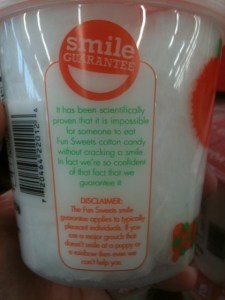 smile
GUARANTEE
It has been scientifically
proven that it is impossible
for someone to eat
Fun Sweets cotton candy
without cracking a smile.
In fact we're so confident
of that fact that we
guarantee it
DISCLAIMER:
The Fun Sweets smile
guarantee applies to typically
pleasant individuals. If you
are a major grouch that
doesn't smile at a puppy or
a rainbow then even we
can't help you.